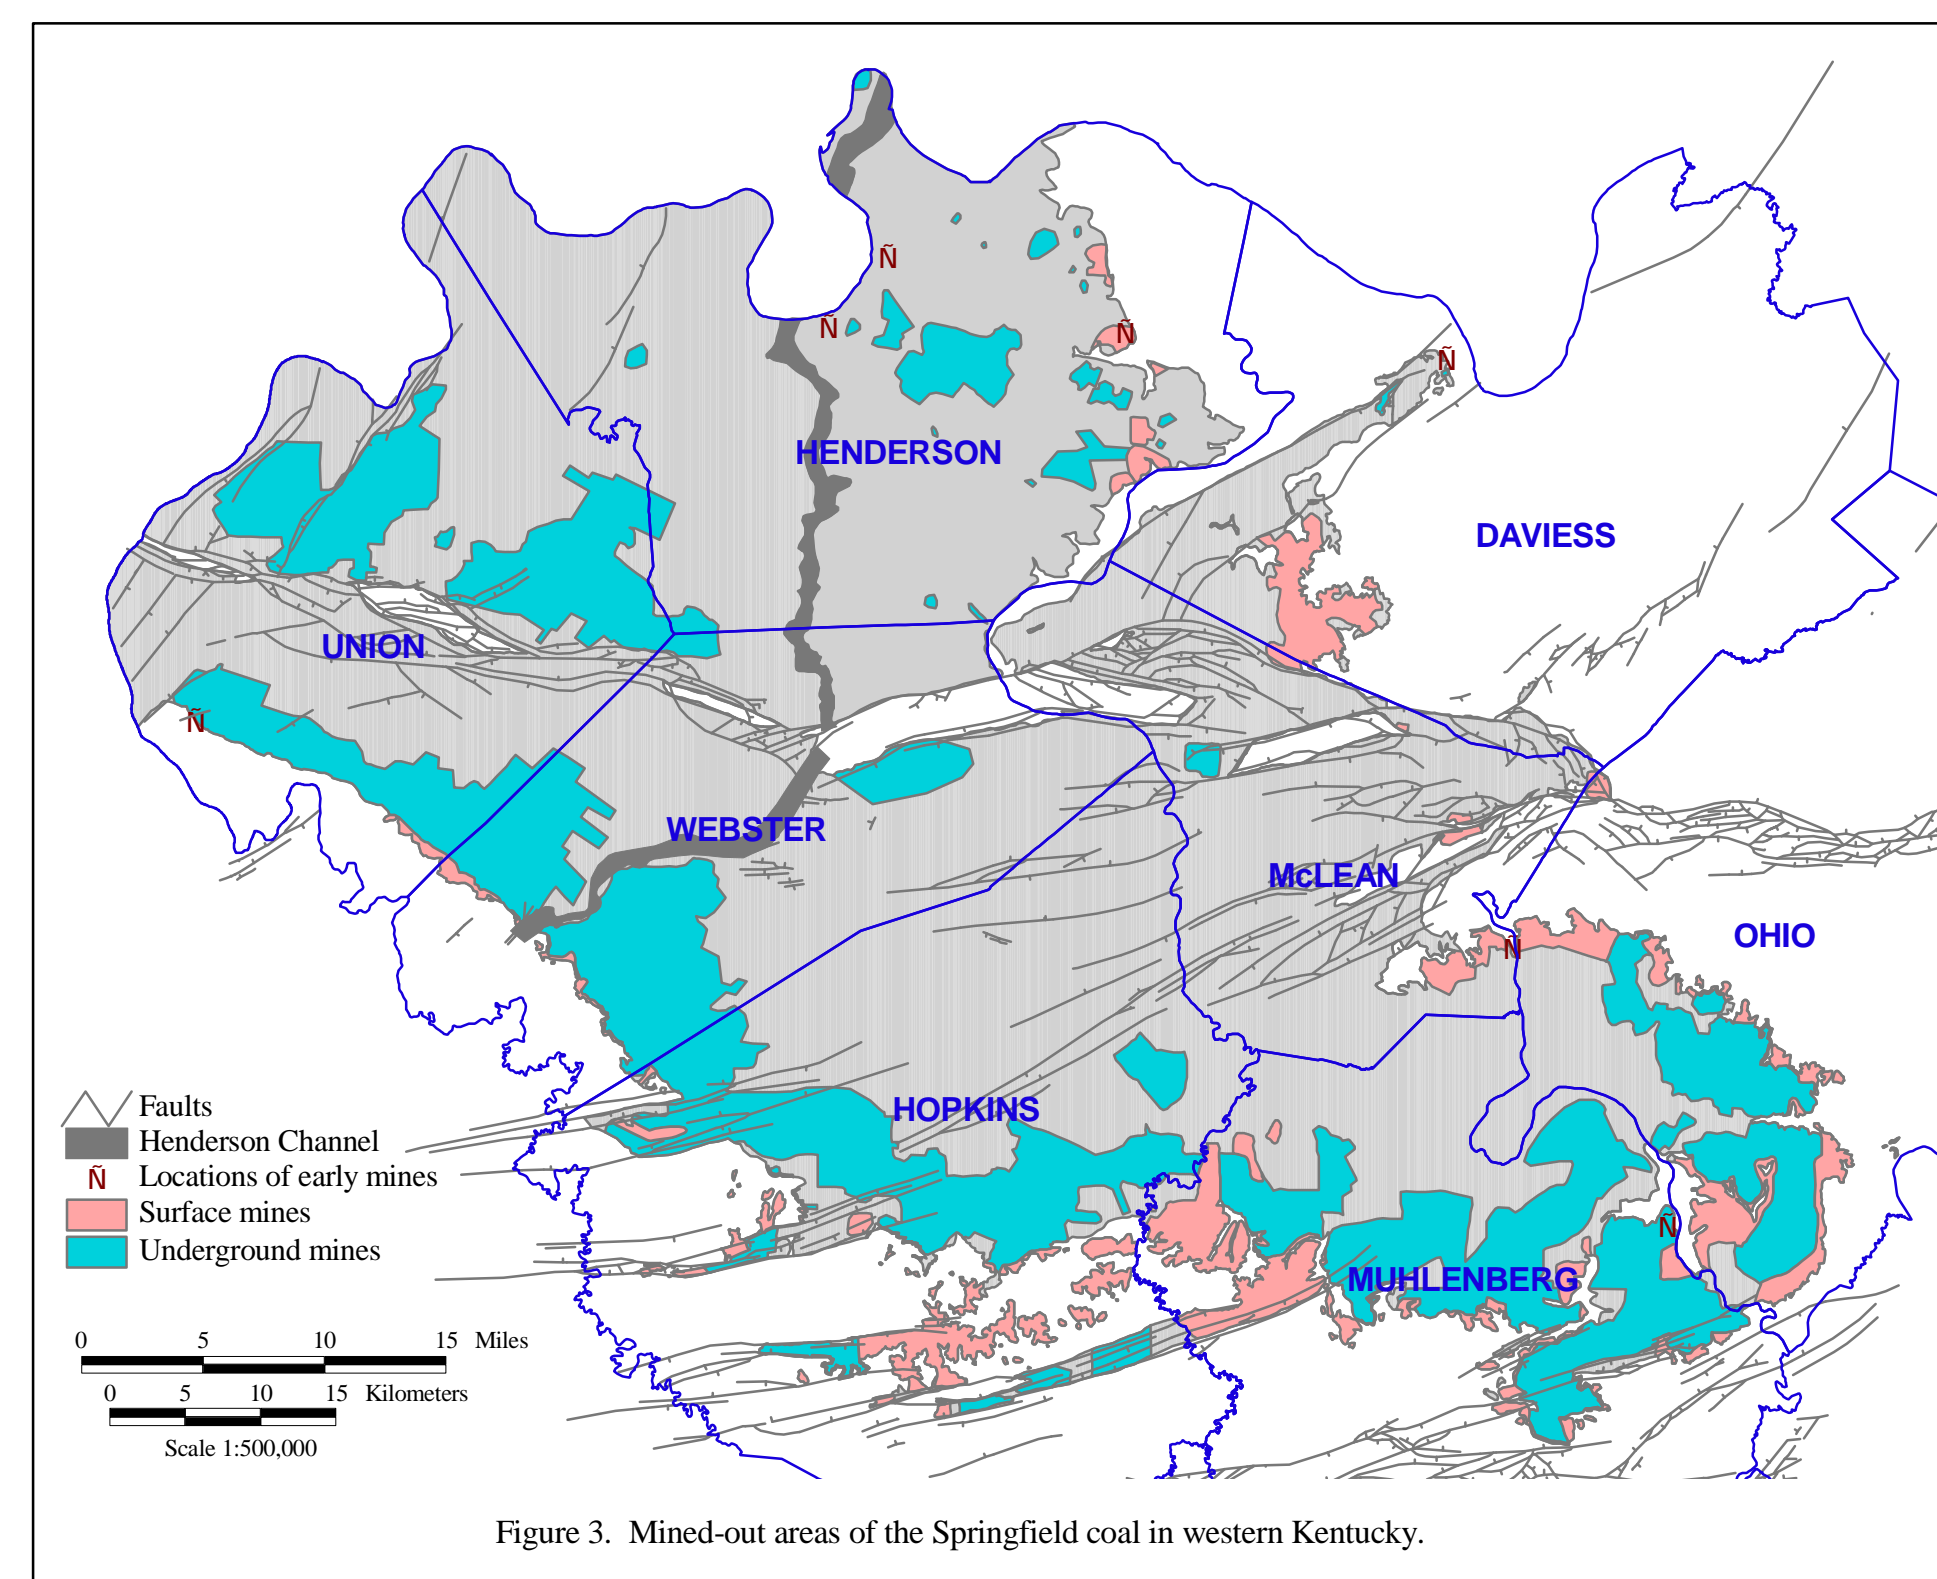 Ñ
Ñ
Ñ
Ñ
HENDERSON
DAVIESS
UNION
Ñ
WEBSTER
McLEAN
OHIO
Ñ
HOPKINS
Ñ
MUHLENBERG
Faults
Henderson Channel
Ñ Locations of early mines
Surface mines
Underground mines
0 5 10 15 Miles
0 5 10 15 Kilometers
Scale 1:500,000
Figure 3. Mined-out areas of the Springfield coal in western Kentucky.